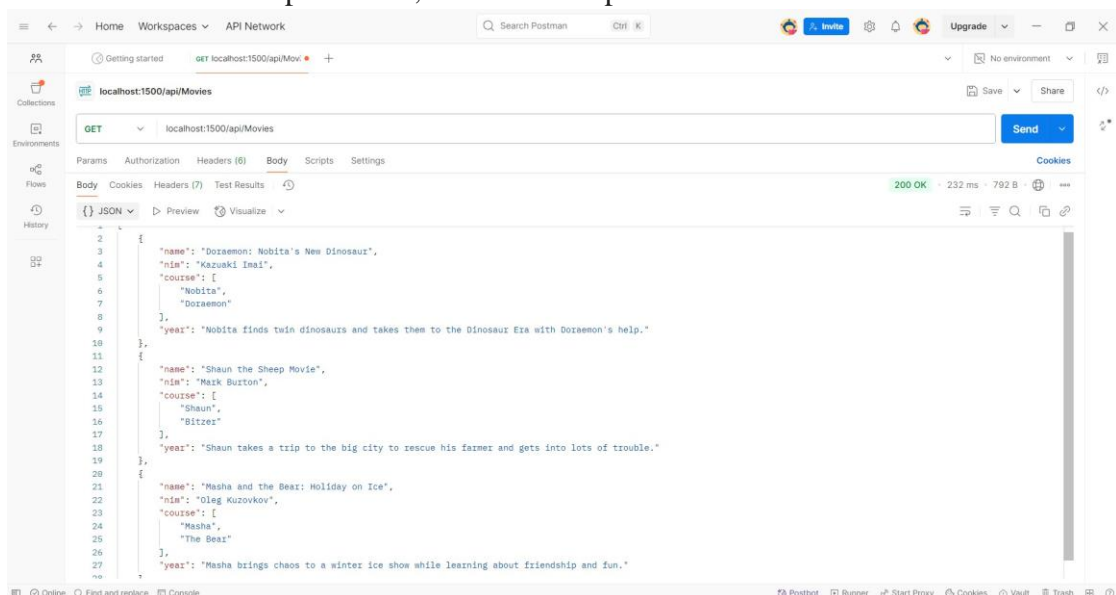 Home Workspaces API Network Search Postman Ctrl K Invite Upgrade
Getting started GET localhost:1500/api/Movi. No environment
HTTP localhost:1500/api/Movies Save Share
Collections
GET localhost:1500/api/Movies Send
Environments
Params Authorization Headers (6) Body Scripts Settings Cookies
Flows
Body Cookies Headers (7) Test Results 200 OK 232 ms 792 B
{} JSON Preview Visualize
History
2 {
3 "name": "Doraemon: Nobita's New Dinosaur",
4 "nim": "Kazuaki Imai",
5 "course": [
6 "Nobita",
7 "Doraemon"
8 ],
9 "year": "Nobita finds twin dinosaurs and takes them to the Dinosaur Era with Doraemon's help."
10 },
11 {
12 "name": "Shaun the Sheep Movie",
13 "nim": "Mark Burton",
14 "course": [
15 "Shaun",
16 "Bitzer"
17 ],
18 "year": "Shaun takes a trip to the big city to rescue his farmer and gets into lots of trouble."
19 },
20 {
21 "name": "Masha and the Bear: Holiday on Ice",
22 "nim": "Oleg Kuzovkov",
23 "course": [
24 "Masha",
25 "The Bear"
26 ],
27 "year": "Masha brings chaos to a winter ice show while learning about friendship and fun."
Online Find and replace Console Postbot Runner Start Proxy Cookies Vault Trash